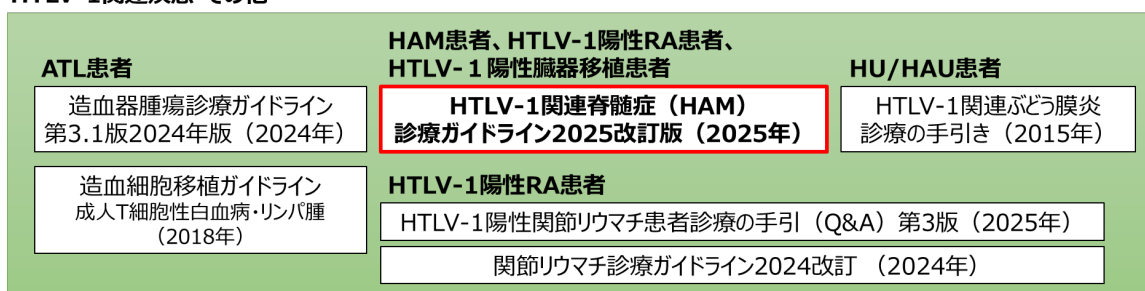 ATL患者
造血器腫瘍診療ガイドライン
第3.1版2024年版（2024年）
造血細胞移植ガイドライン
成人T細胞性白血病・リンパ腫
（2018年）
HAM患者、HTLV-1陽性RA患者、
HTLV-１陽性臓器移植患者
HTLV-1関連脊髄症（HAM）
診療ガイドライン2025改訂版（2025年）
HU/HAU患者
HTLV-1関連ぶどう膜炎
診療の手引き（2015年）
HTLV-1陽性RA患者
HTLV-1陽性関節リウマチ患者診療の手引（Q&A）第3版（2025年）
関節リウマチ診療ガイドライン2024改訂 （2024年）